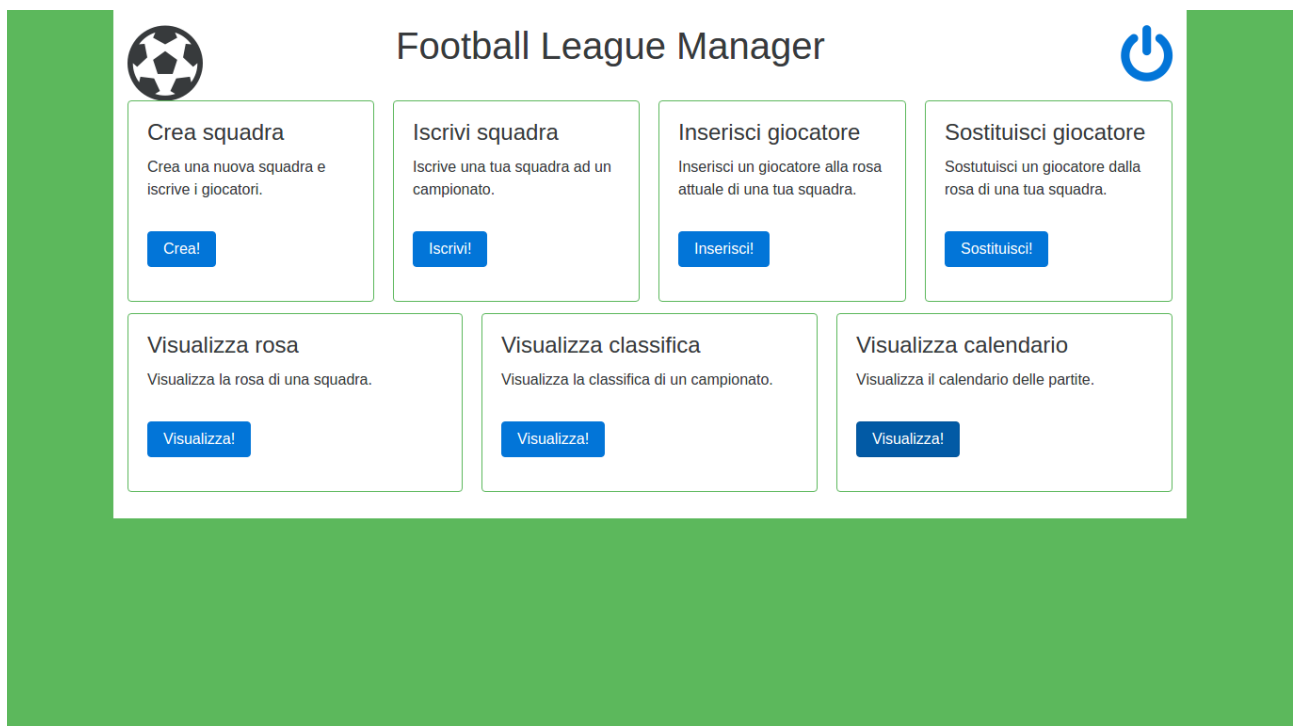 Football League Manager
Crea squadra
Crea una nuova squadra e
iscrive i giocatori.
Crea!
Iscrivi squadra
Iscrive una tua squadra ad un
campionato.
Iscrivi!
Inserisci giocatore
Inserisci un giocatore alla rosa
attuale di una tua squadra.
Inserisci!
Sostituisci giocatore
Sostutuisci un giocatore dalla
rosa di una tua squadra.
Sostituisci!
Visualizza rosa
Visualizza la rosa di una squadra.
Visualizza!
Visualizza classifica
Visualizza la classifica di un campionato.
Visualizza!
Visualizza calendario
Visualizza il calendario delle partite.
Visualizza!